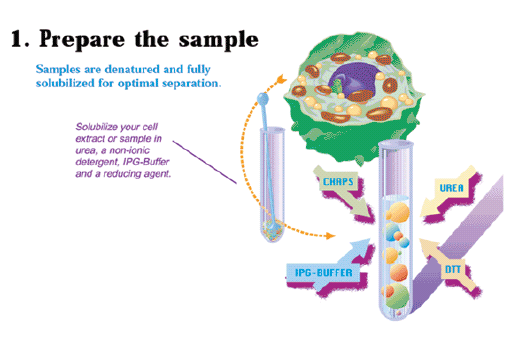 1. Prepare the sample
Samples are denatured and fully
solubilized for optimal separation.
Solubilize your cell
extract or sample in
urea, a non-ionic
detergent, IPG-Buffer
and a reducing agent.
CHAPS
UREA
IPG-BUFFER
DTT